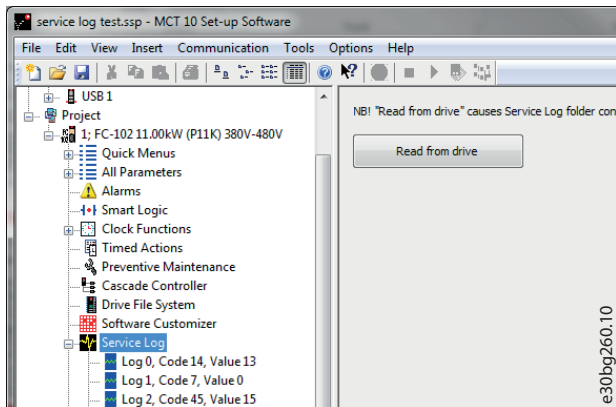 service log test.ssp - MCT 10 Set-up Software
File Edit View Insert Communication Tools Options Help
USB 1
Project
1; FC-102 11.00kW (P11K) 380V-480V
Quick Menus
All Parameters
Alarms
Smart Logic
Clock Functions
Timed Actions
Preventive Maintenance
Cascade Controller
Drive File System
Software Customizer
Service Log
Log 0, Code 14, Value 13
Log 1, Code 7, Value 0
Log 2, Code 45, Value 15
NB! "Read from drive" causes Service Log folder con
Read from drive
e30bg260.10